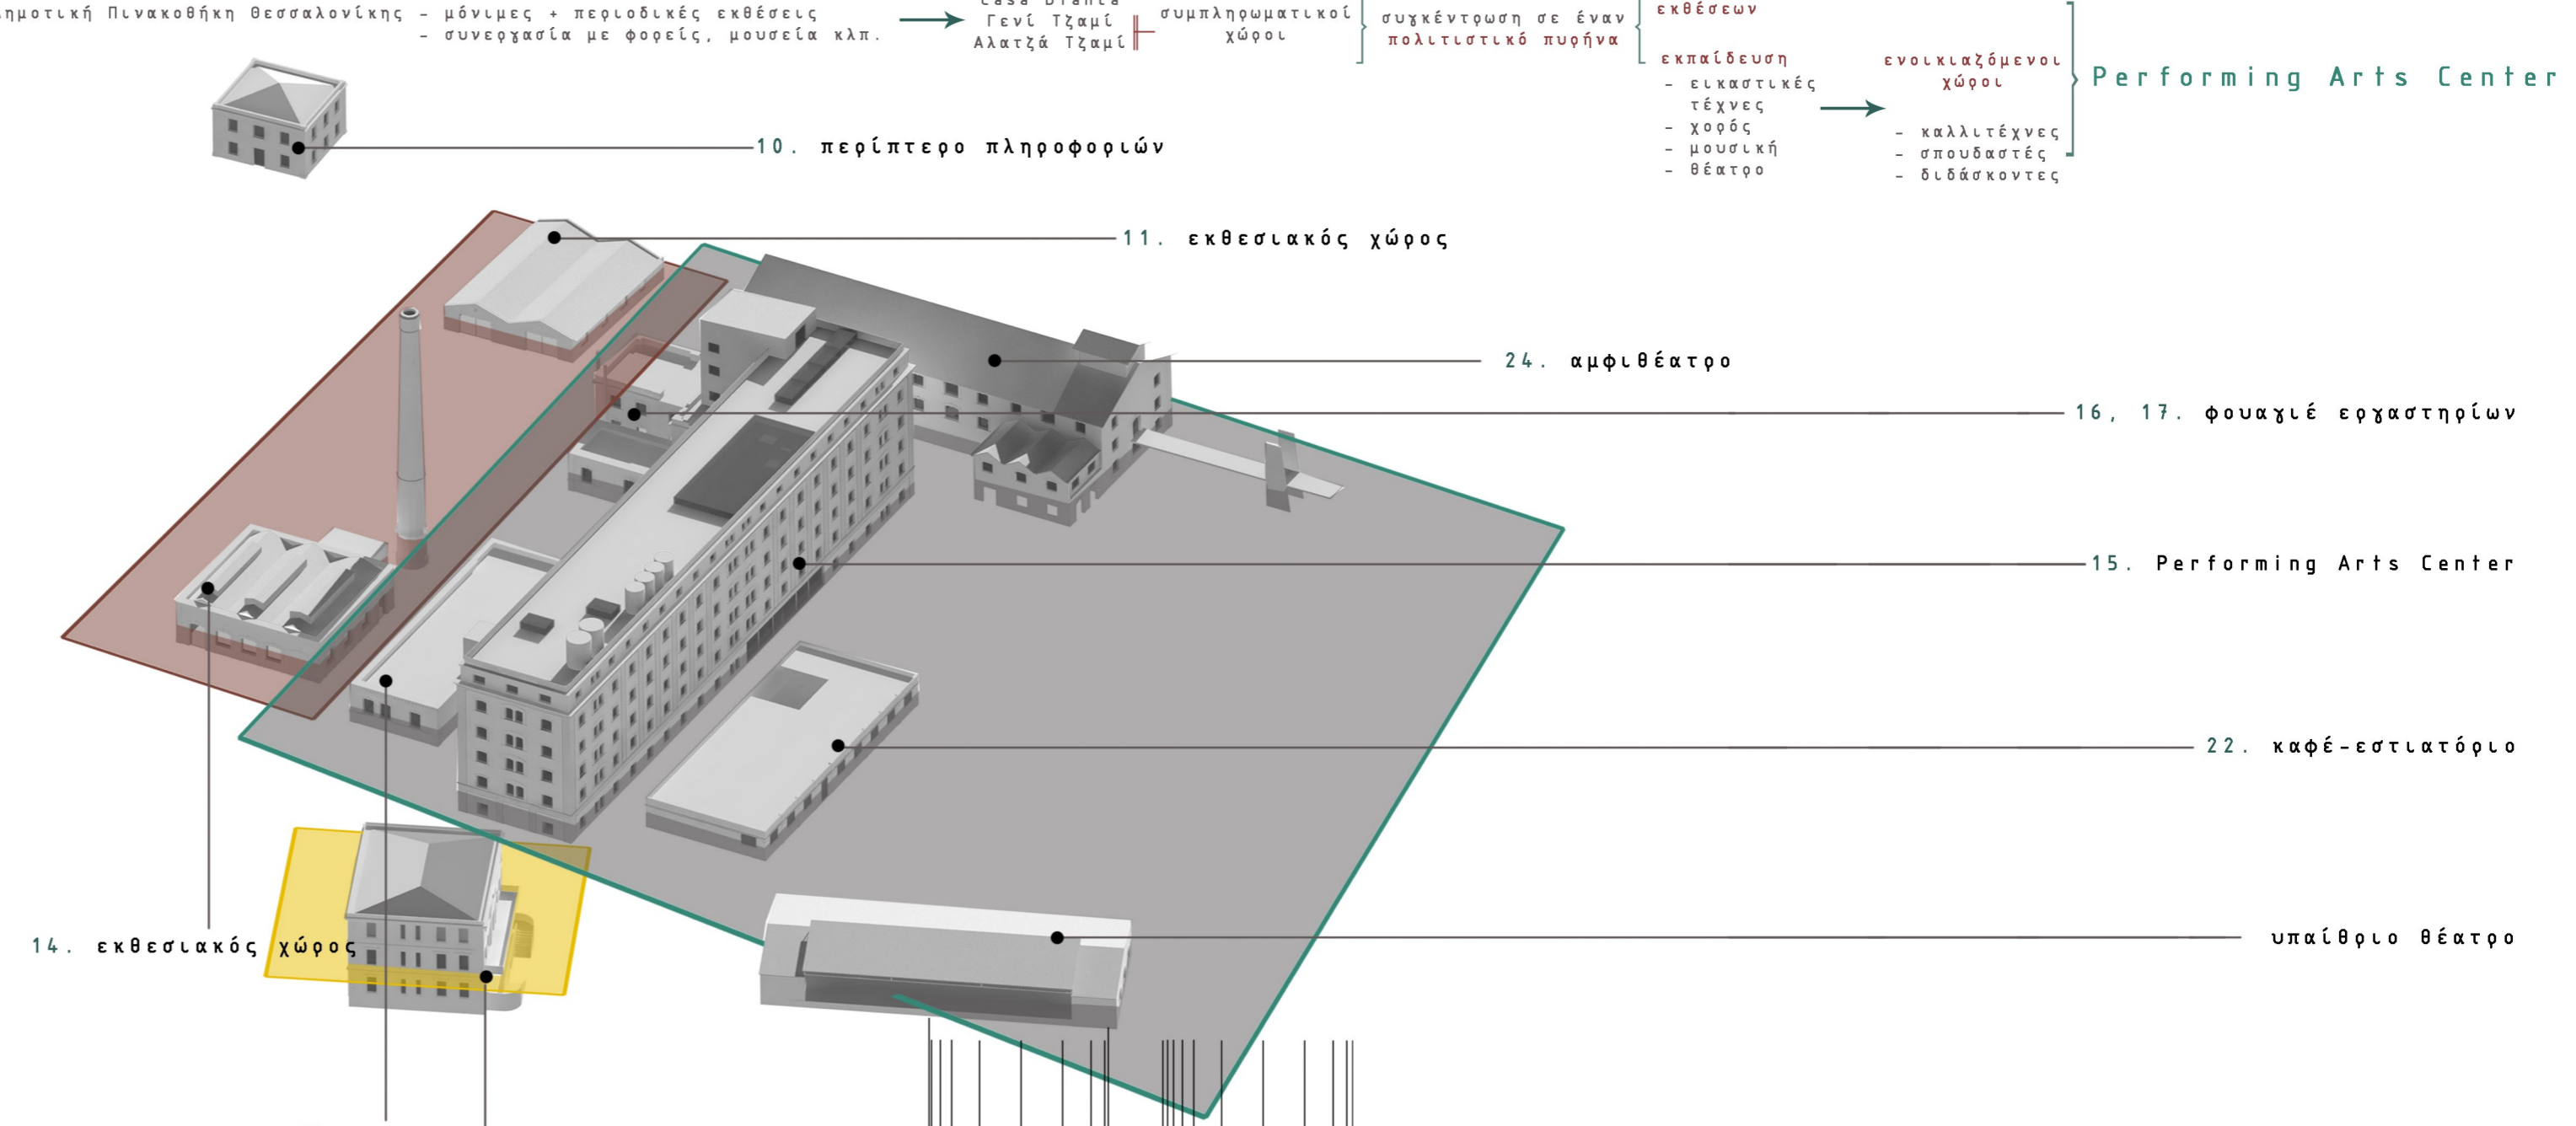 Πινακοθήκη Θεσσαλονίκης - μόνιμες + περιοδικές εκθέσεις
- συνεργασία με φορείς, μουσεία κλπ.
Casa Bianca
Γενί Τζαμί
Αλατζά Τζαμί
συμπληρωματικοί
χώροι
συγκέντρωση σε έναν
πολιτιστικό πυρήνα
εκθέσεων
εκπαίδευση
- εικαστικές
τέχνες
- χορός
- μουσική
- θέατρο
ενοικιαζόμενοι
χώροι
- καλλιτέχνες
- σπουδαστές
- διδάσκοντες
Performing Arts Center
10. περίπτερο πληροφοριών
11. εκθεσιακός χώρος
24. αμφιθέατρο
16, 17. φουαγιέ εργαστηρίων
15. Performing Arts Center
22. καφέ-εστιατόριο
14. εκθεσιακός χώρος
υπαίθριο θέατρο